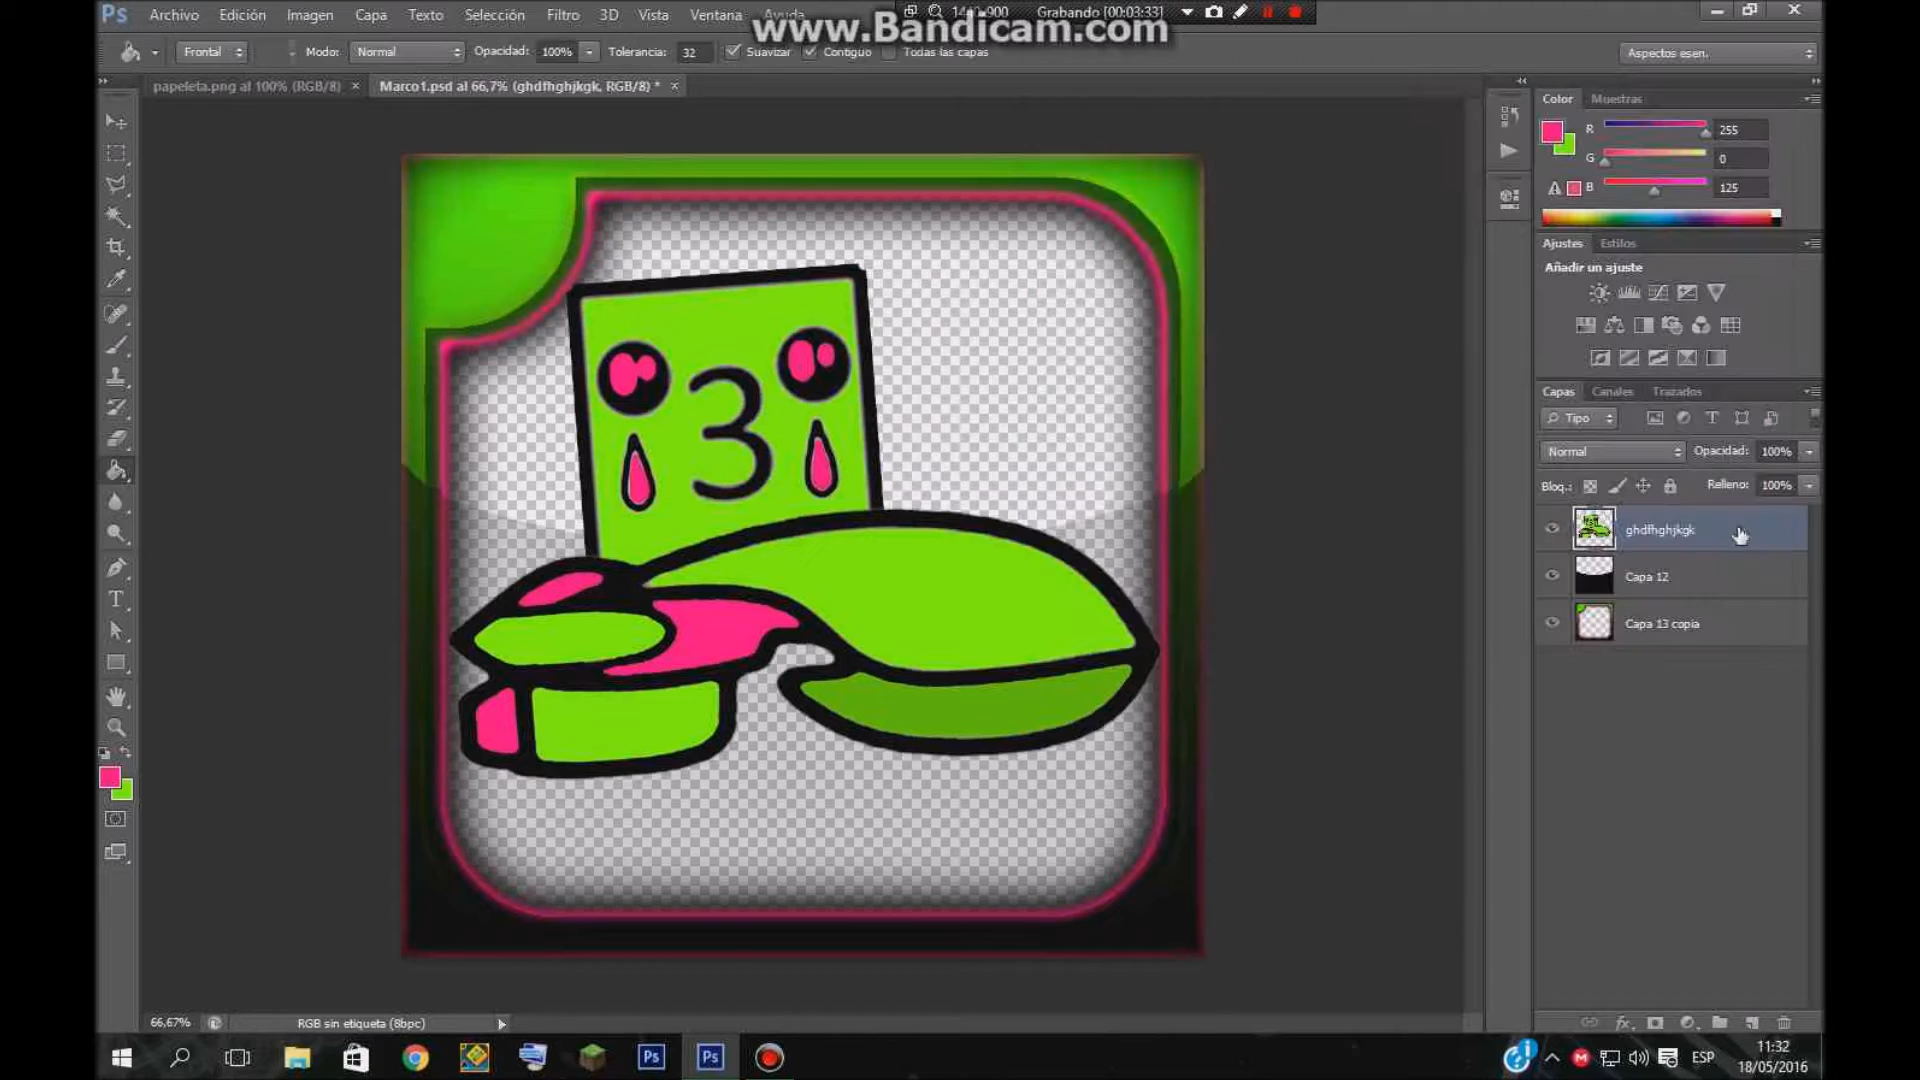 Ps Archivo Edición Imagen Capa Texto Selección Filtro 3D Vista Ventana Ayuda
1440x900 Grabando [00:03:33]
www.Bandicam.com
Frontal Modo: Normal Opacidad: 100% Tolerancia: 32 Suavizar Contiguo Todas las capas Aspectos esen.
papeleta.png al 100% (RGB/8) × Marco1.psd al 66,7% (ghdfhghjkgk, RGB/8) * ×
Color Muestras
R 255
G 0
B 125
Ajustes Estilos
Añadir un ajuste
3
Capas Canales Trazados
Tipo
Normal Opacidad: 100%
Bloq.: Relleno: 100%
ghdfhghjkgk
Capa 12
Capa 13 copia
66,67% RGB sin etiqueta (8bpc)
Ps Ps ESP 11:32
18/05/2016